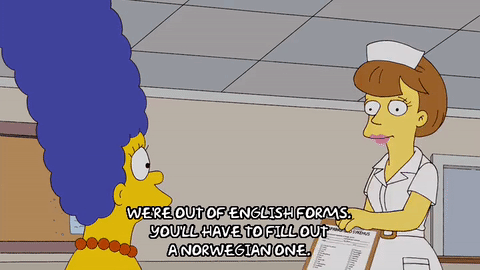 WE'RE OUT OF ENGLISH FORMS.
YOU'LL HAVE TO FILL OUT
A NORWEGIAN ONE.